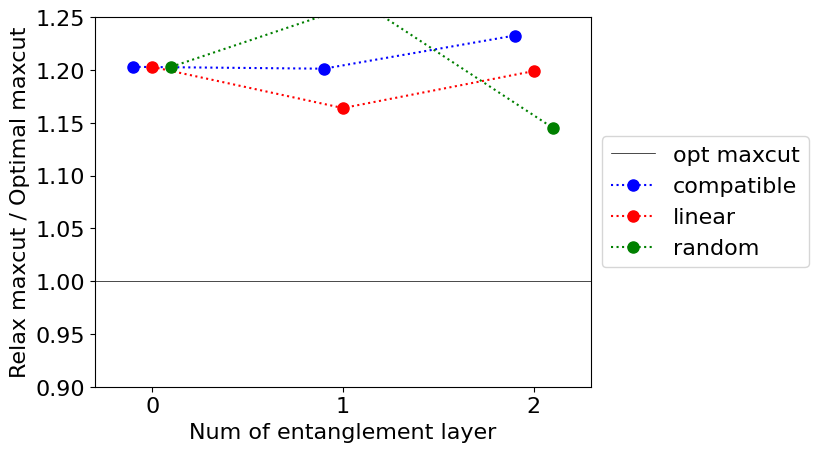 Relax maxcut / Optimal maxcut
1.25
1.20
1.15
1.10
1.05
1.00
0.95
0.90
0
1
2
Num of entanglement layer
opt maxcut
compatible
linear
random